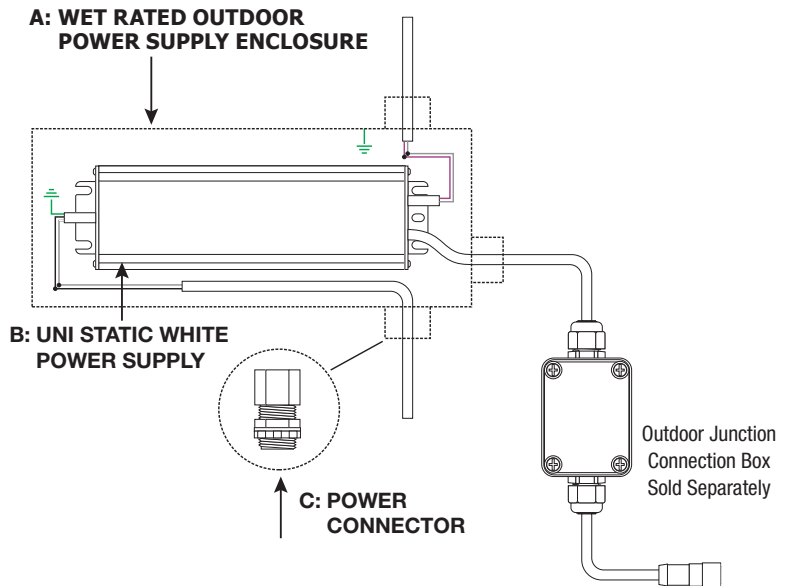 A: WET RATED OUTDOOR
POWER SUPPLY ENCLOSURE
B: UNI STATIC WHITE
POWER SUPPLY
C: POWER
CONNECTOR
Outdoor Junction
Connection Box
Sold Separately